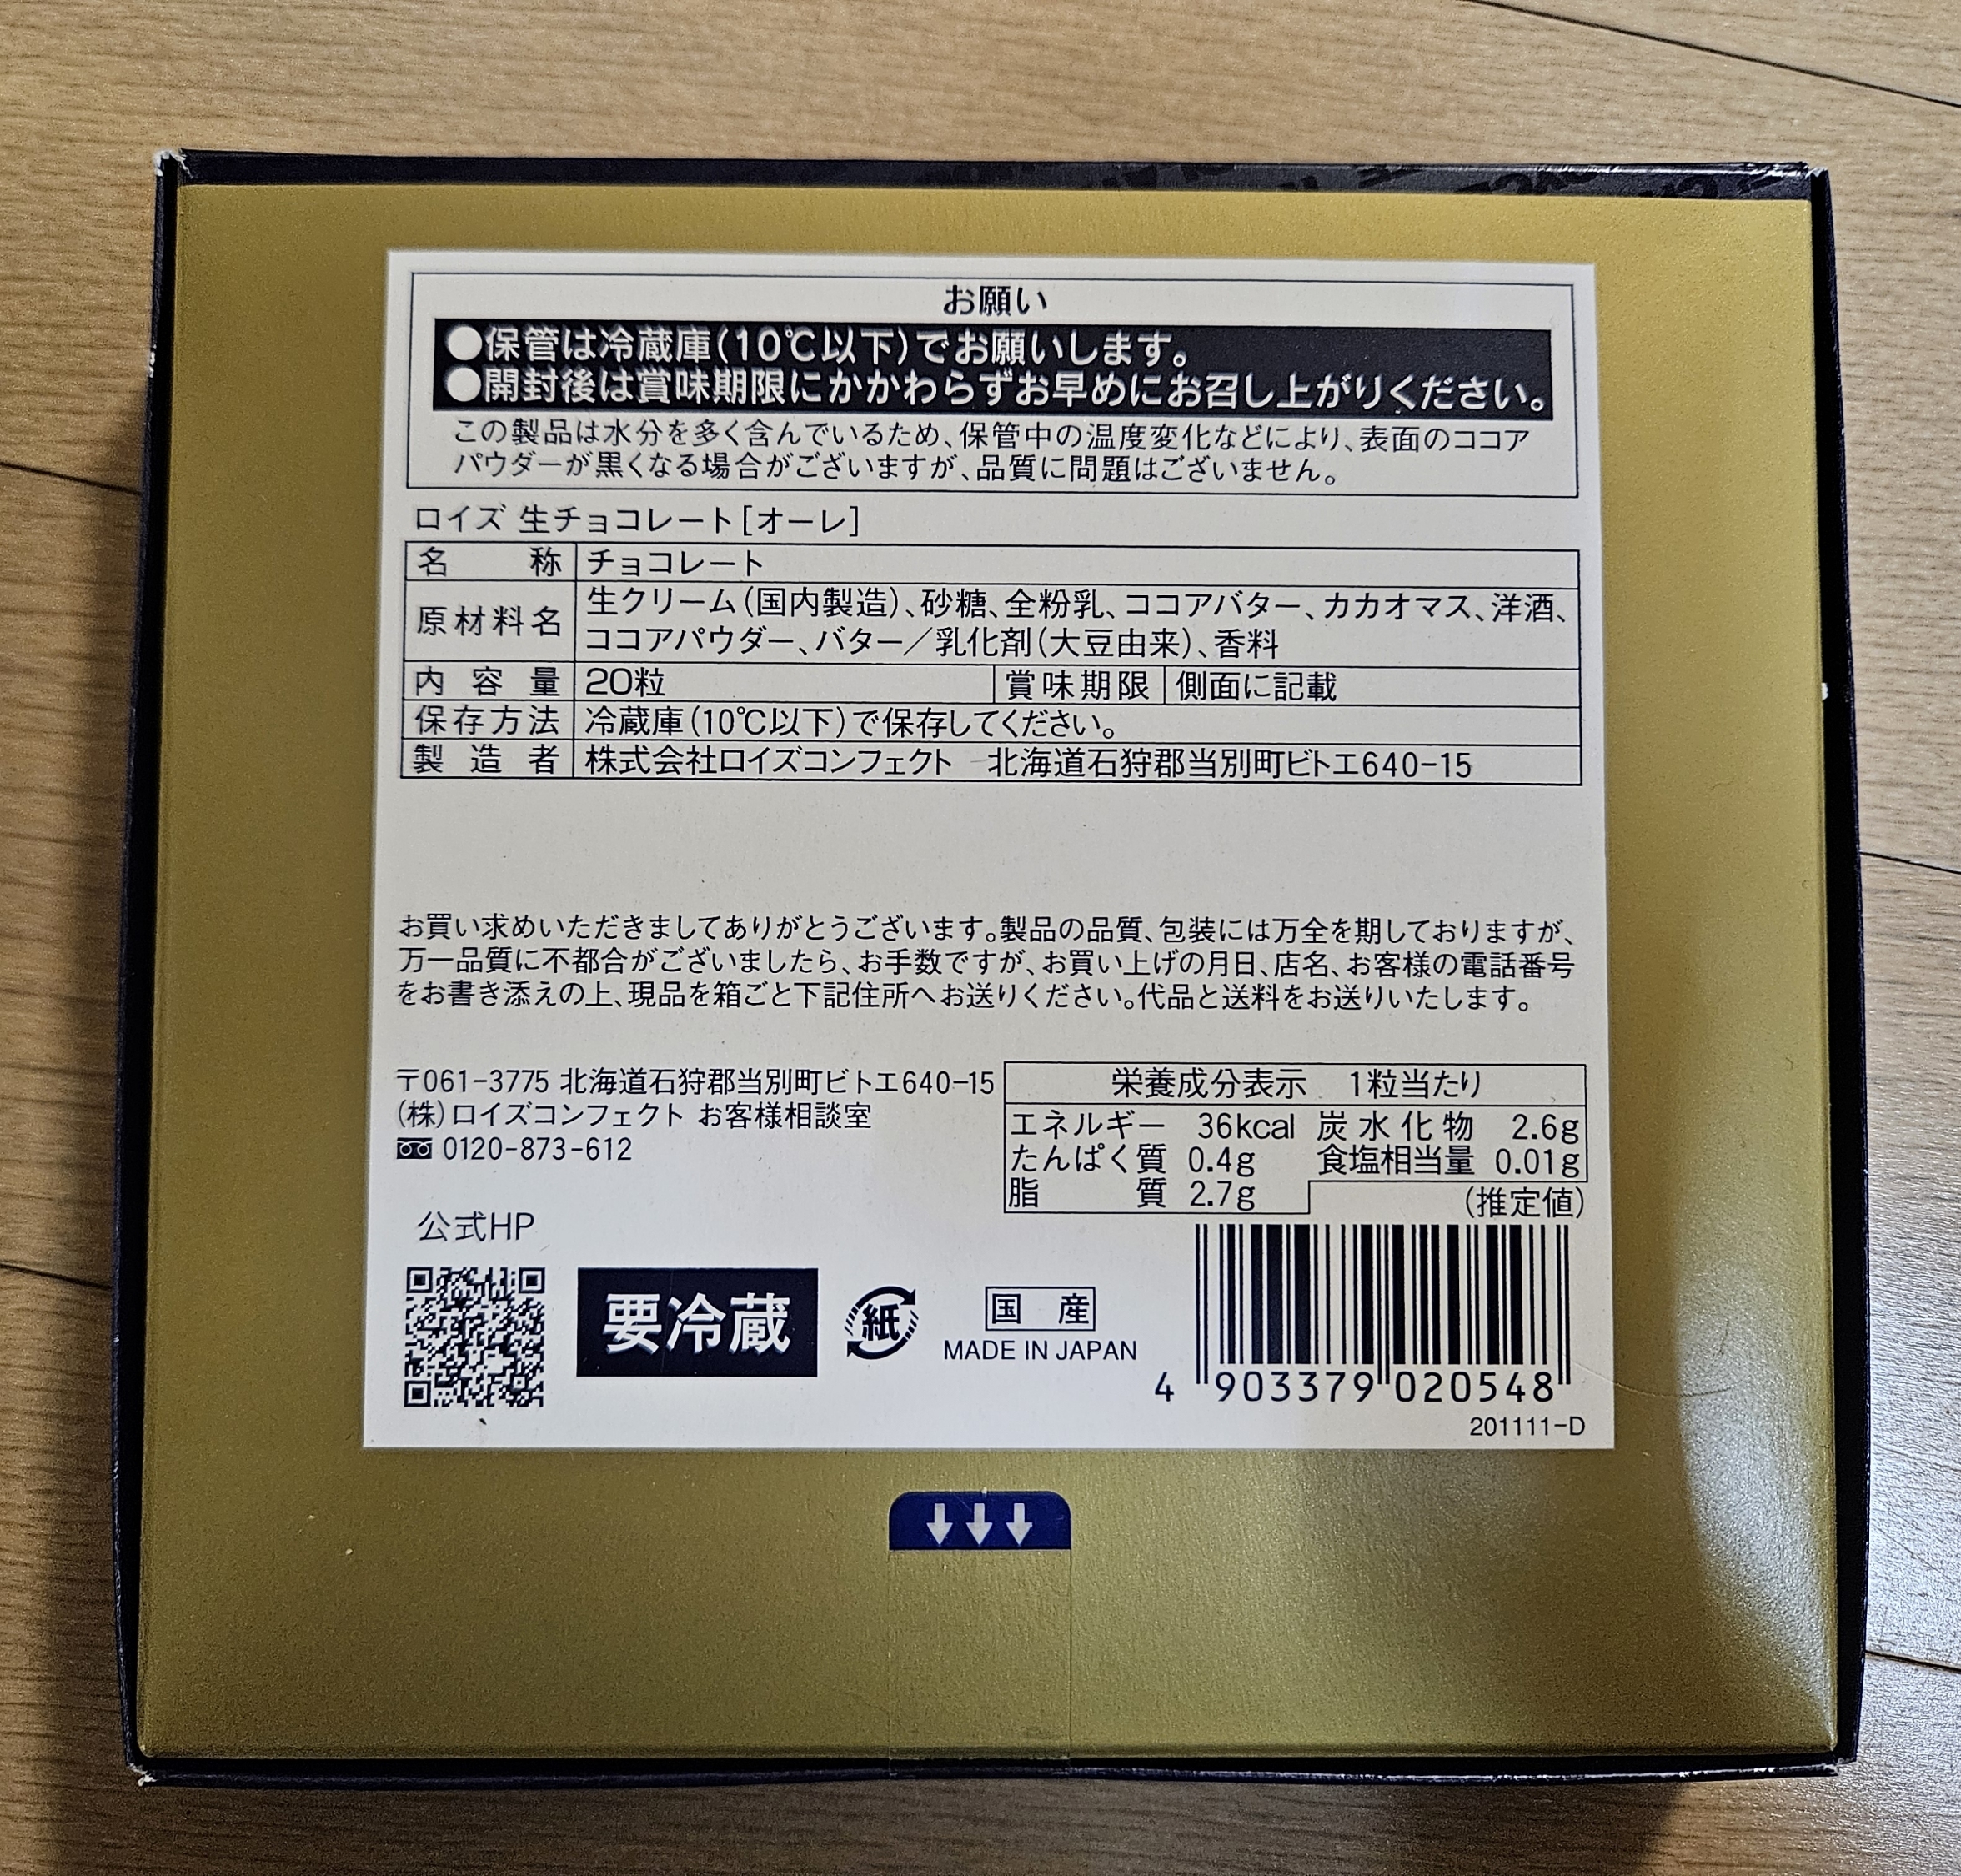 お願い
●保管は冷蔵庫(10℃以下)でお願いします。
●開封後は賞味期限にかかわらずお早めにお召し上がりください。
この製品は水分を多く含んでいるため、保管中の温度変化などにより、表面のココア
パウダーが黒くなる場合がございますが、品質に問題はございません。
ロイズ 生チョコレート[オーレ]
名称 チョコレート
原材料名 生クリーム(国内製造)、砂糖、全粉乳、ココアバター、カカオマス、洋酒、
ココアパウダー、バター／乳化剤(大豆由来)、香料
内容量 20粒 賞味期限 側面に記載
保存方法 冷蔵庫(10℃以下)で保存してください。
製造者 株式会社ロイズコンフェクト 北海道石狩郡当別町ビトエ640-15
お買い求めいただきましてありがとうございます。製品の品質、包装には万全を期しておりますが、
万一品質に不都合がございましたら、お手数ですが、お買い上げの月日、店名、お客様の電話番号
をお書き添えの上、現品を箱ごと下記住所へお送りください。代品と送料をお送りいたします。
〒061-3775 北海道石狩郡当別町ビトエ640-15
(株)ロイズコンフェクト お客様相談室
0120-873-612
栄養成分表示 1粒当たり
エネルギー 36kcal 炭水化物 2.6g
たんぱく質 0.4g 食塩相当量 0.01g
脂質 2.7g
(推定値)
公式HP
要冷蔵
紙
国産
MADE IN JAPAN
4 903379 020548
201111-D